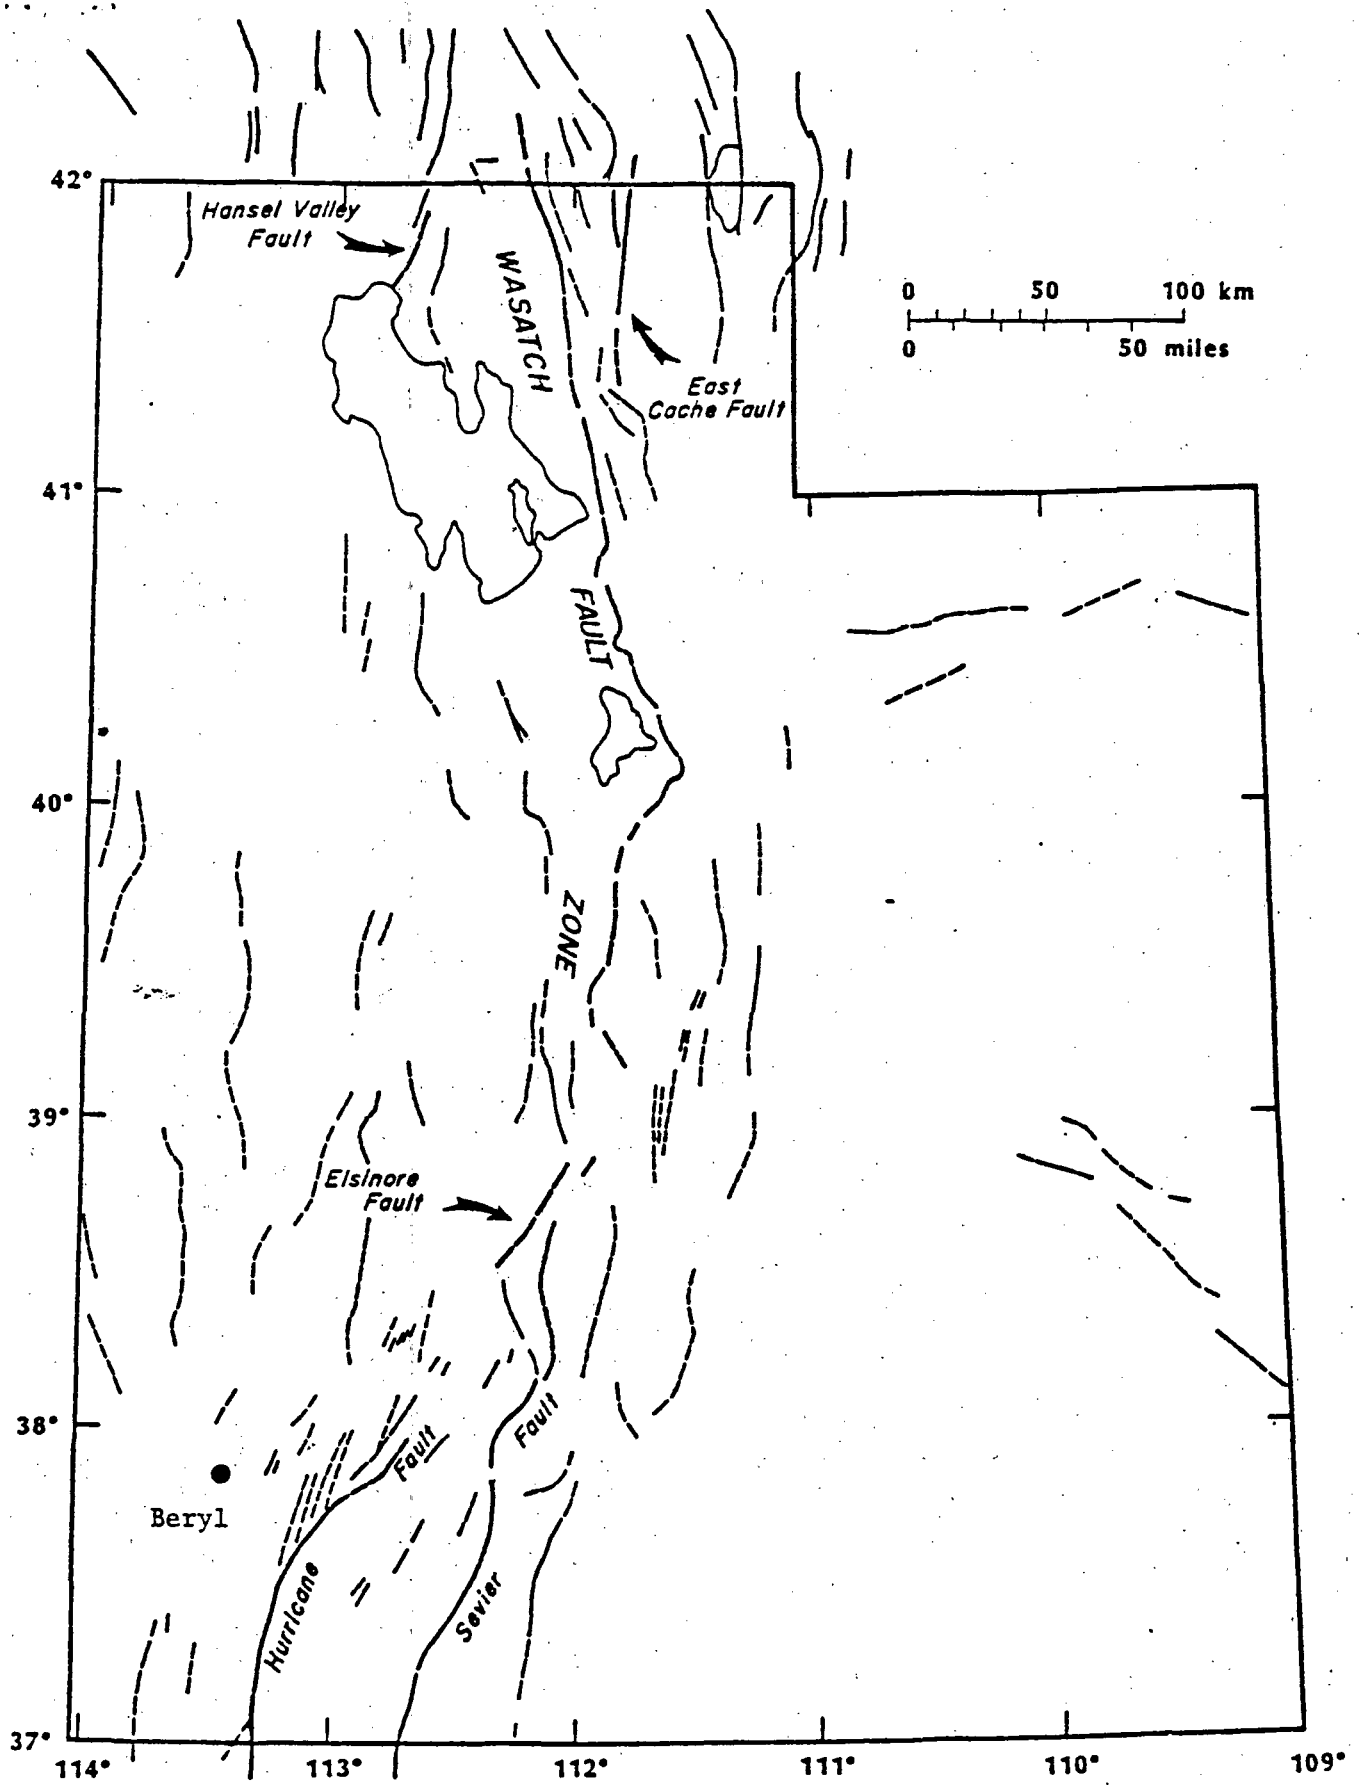 42°
Hansel Valley
Fault
WASATCH
0 50 100 km
0 50 miles
East
Cache Fault
41°
FAULT
40°
ZONE
39°
Elsinore
Fault
38°
Fault
Fault
Beryl
Hurricane
Sevier
37°
114° 113° 112° 111° 110° 109°